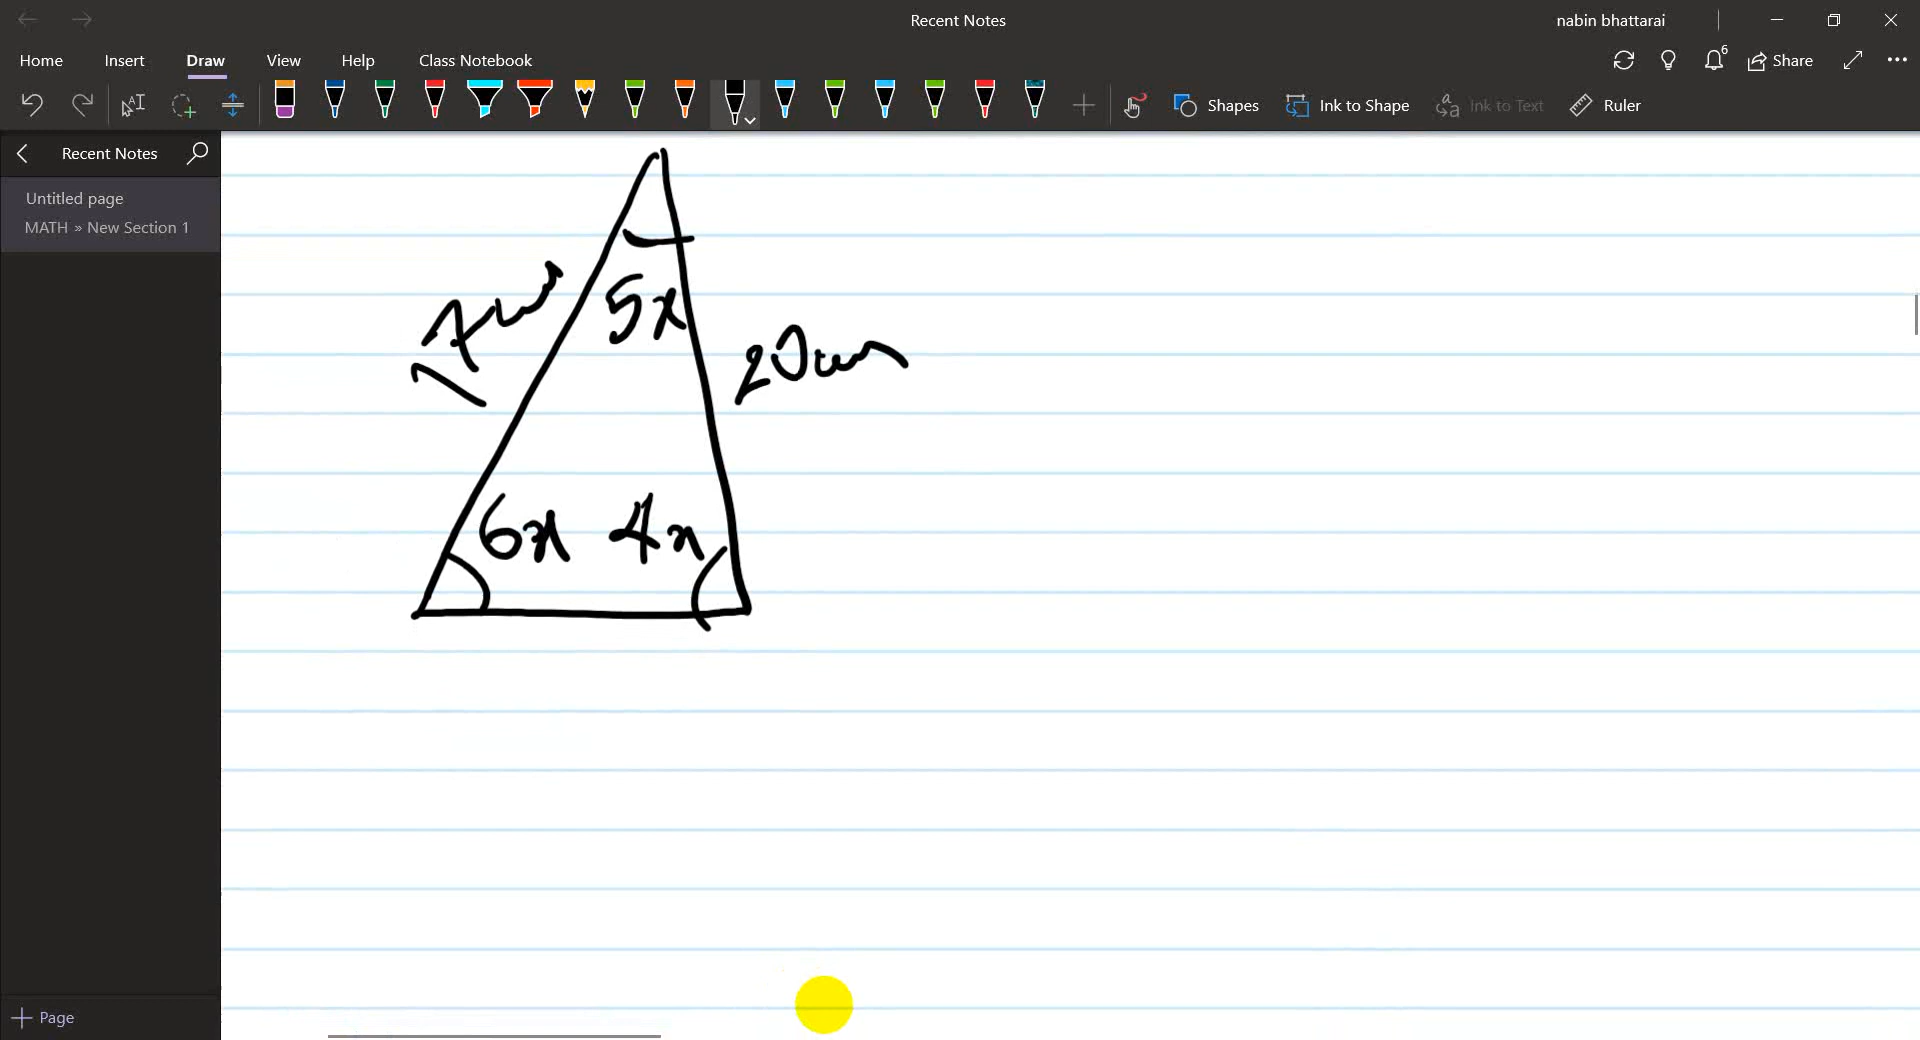 Recent Notes
nabin bhattarai
Home Insert Draw View Help Class Notebook
6
Share
Shapes
Ink to Shape
Ink to Text
Ruler
Recent Notes
Untitled page
MATH » New Section 1
5x
17cm
20cm
6x 4x
Page